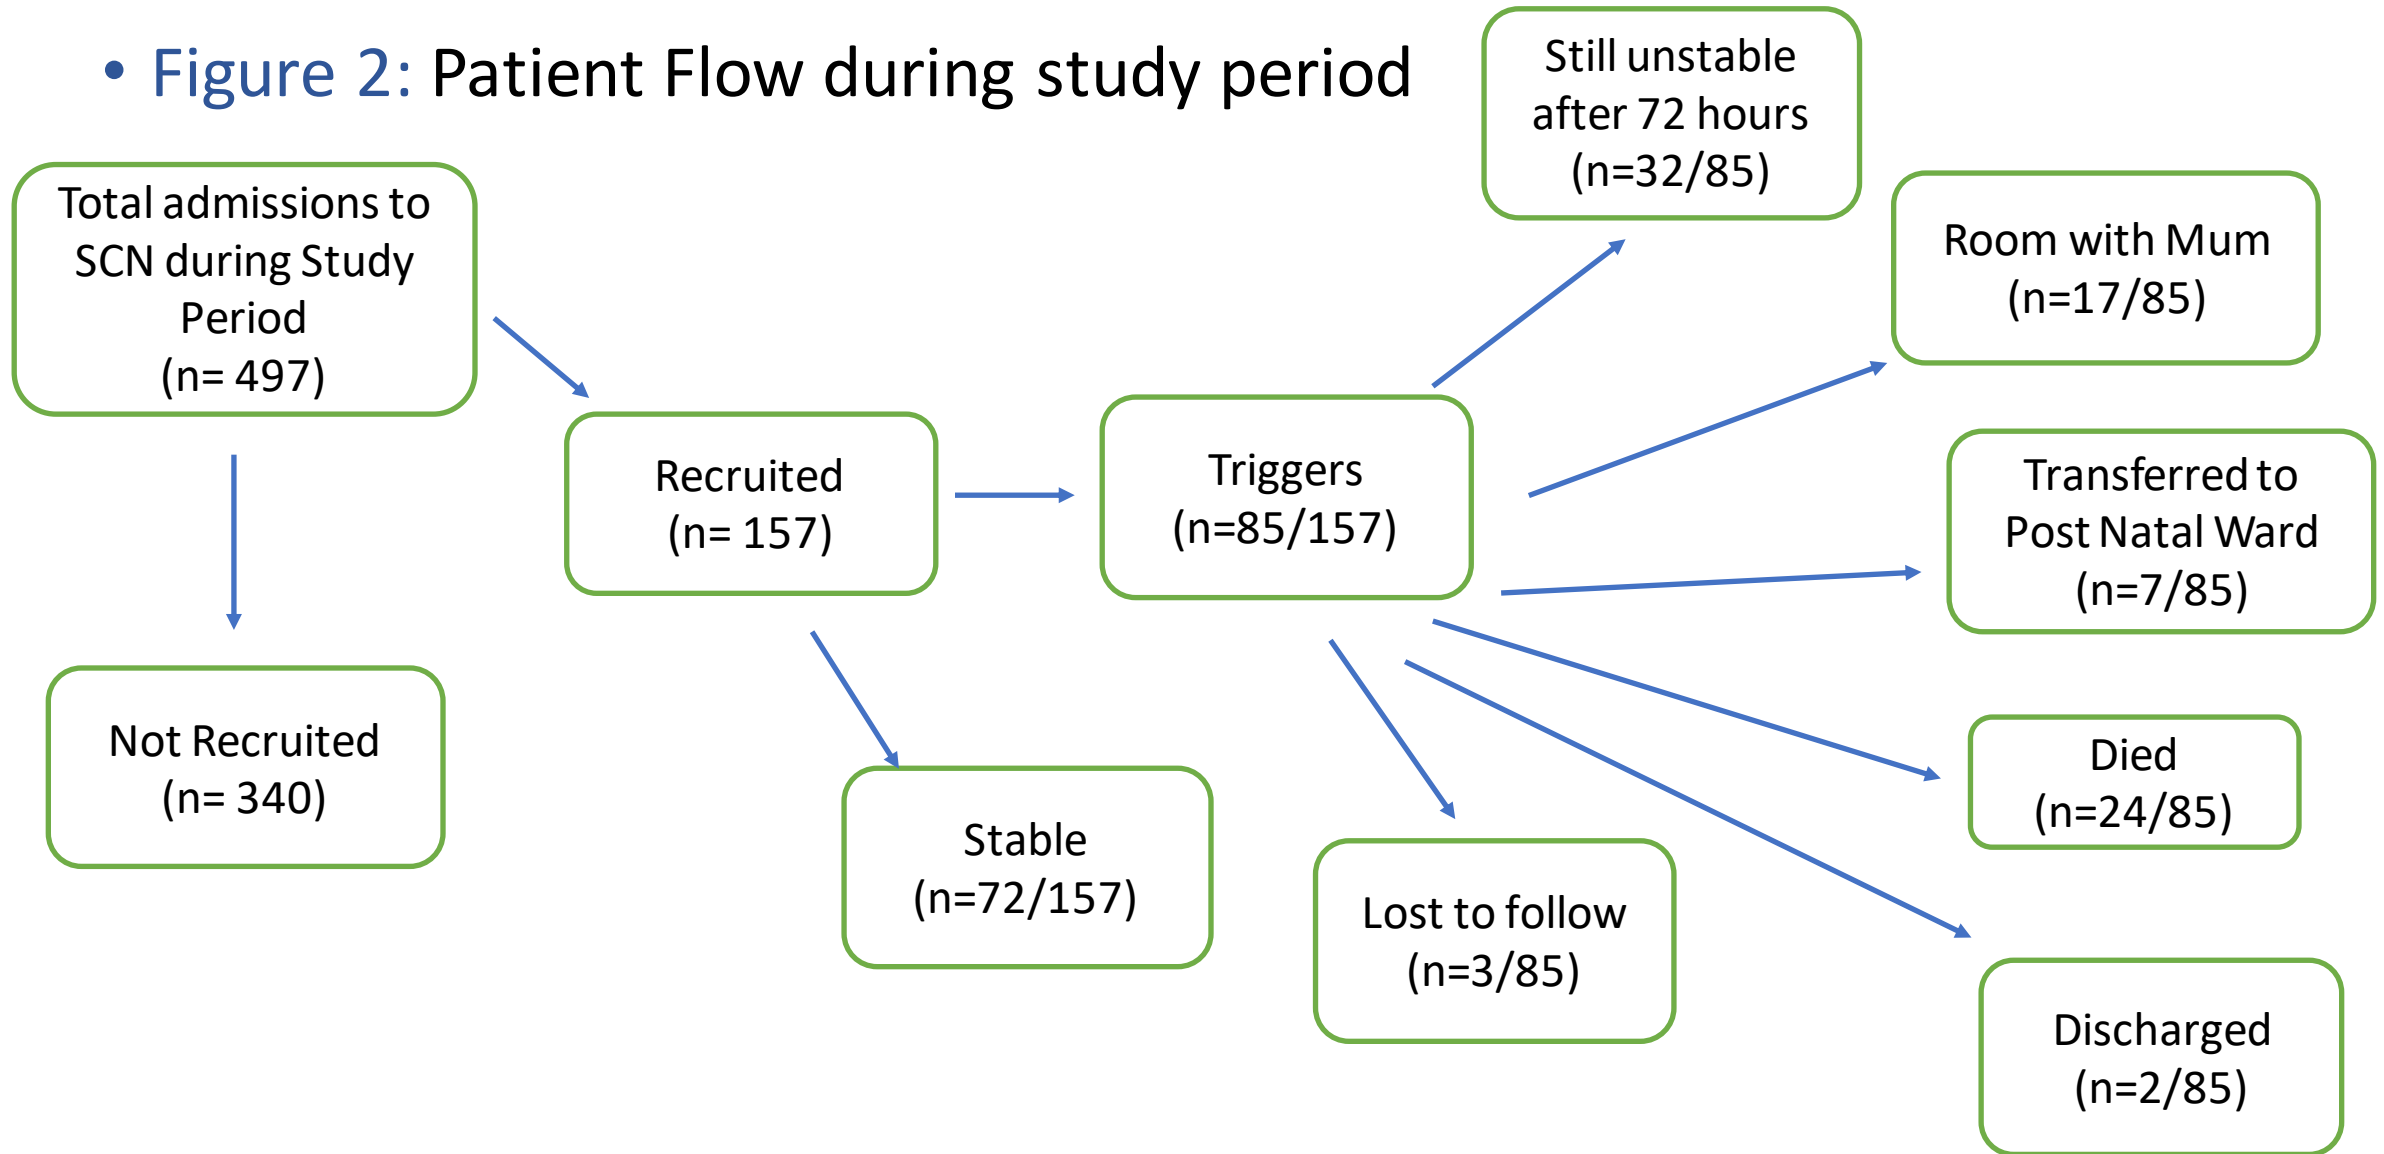 • Figure 2: Patient Flow during study period
Total admissions to
SCN during Study
Period
(n= 497)
Not Recruited
(n= 340)
Recruited
(n= 157)
Stable
(n=72/157)
Triggers
(n=85/157)
Still unstable
after 72 hours
(n=32/85)
Room with Mum
(n=17/85)
Transferred to
Post Natal Ward
(n=7/85)
Died
(n=24/85)
Lost to follow
(n=3/85)
Discharged
(n=2/85)